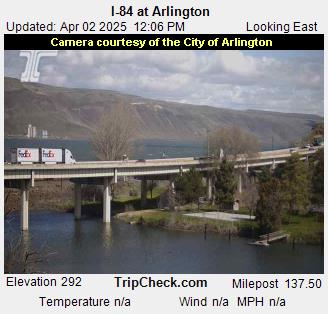 I-84 at Arlington
Updated: Apr 02 2025 12:06 PM Looking East
Camera courtesy of the City of Arlington
FedEx FedEx
Elevation 292 TripCheck.com Milepost 137.50
Temperature n/a Wind n/a MPH n/a